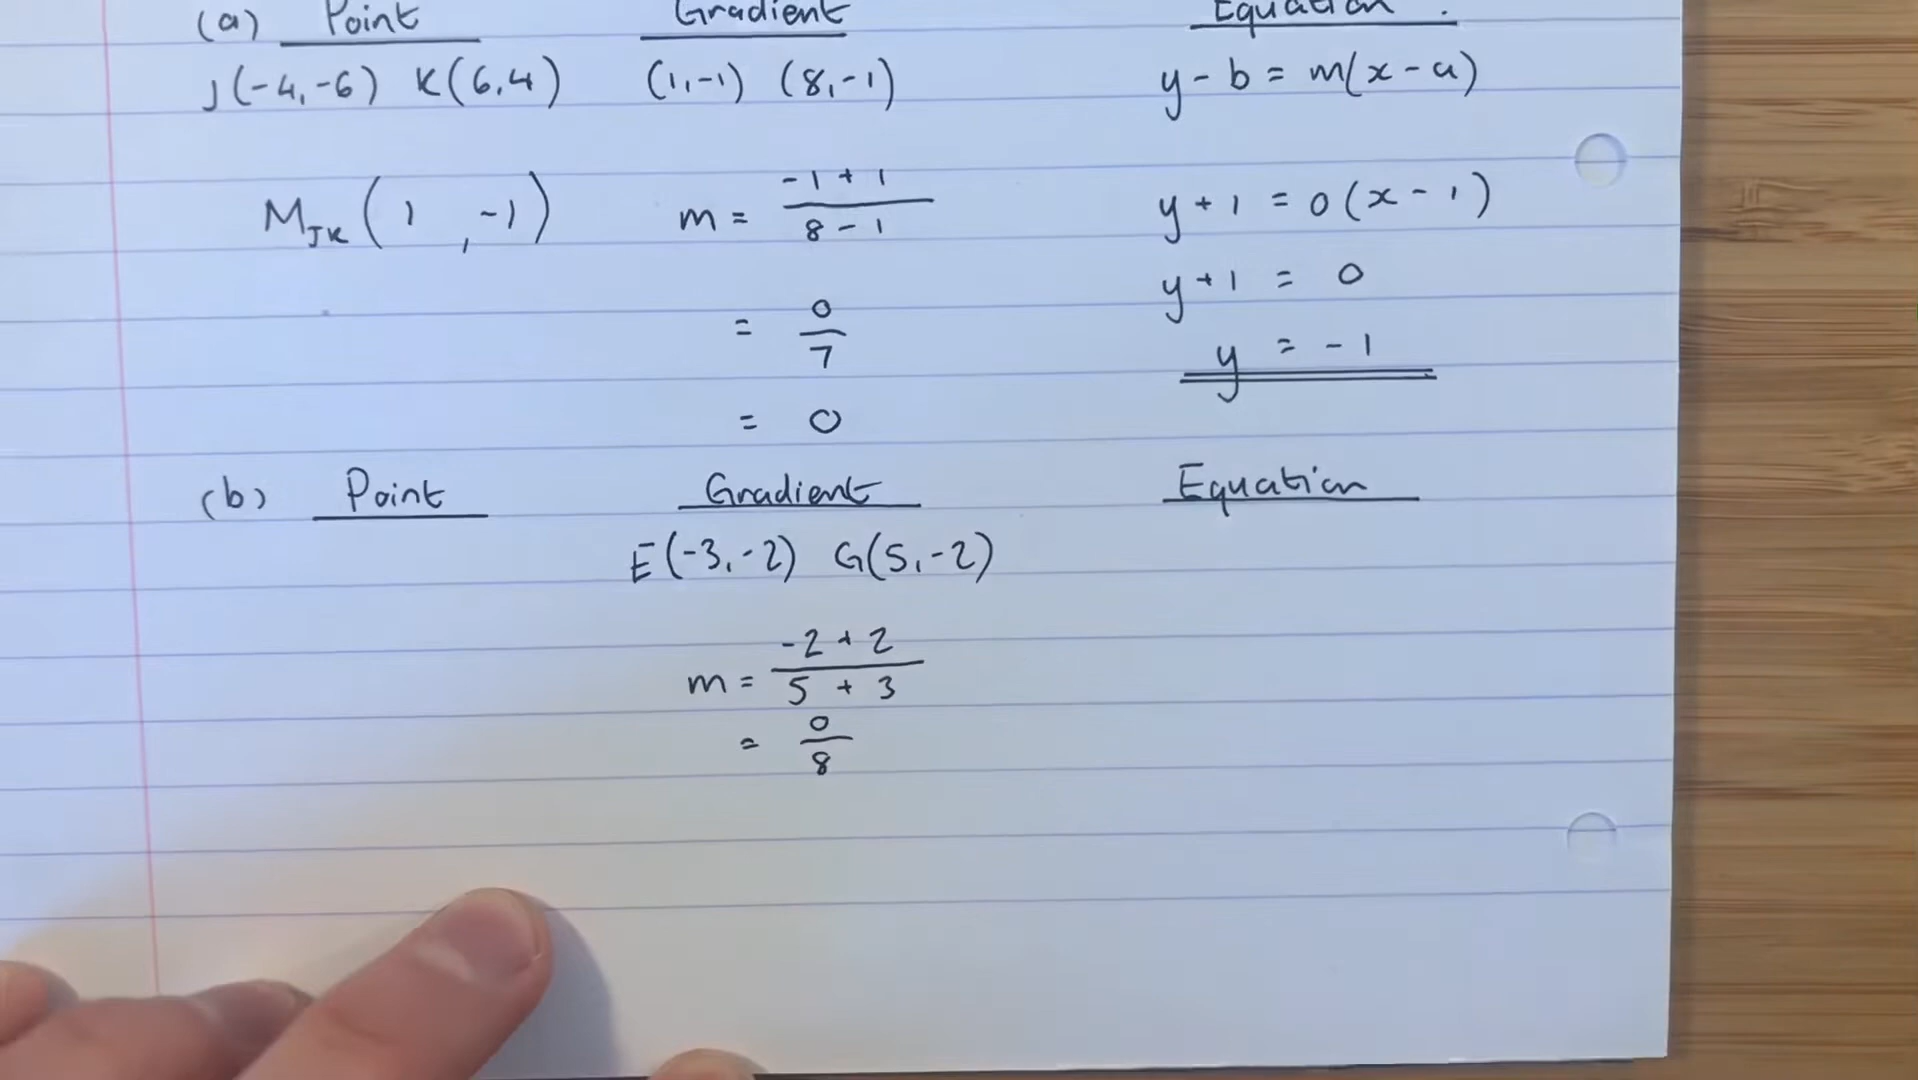 (a) Point Gradient Equation :
J(-4,-6) K(6,4) (1,-1) (8,-1) y - b = m(x - a)
M_JK (1, -1) m = (-1 + 1)/(8 - 1) y + 1 = 0(x - 1)
= 0/7 y + 1 = 0
= 0 y = -1
(b) Point Gradient Equation
E(-3,-2) G(5,-2)
m = (-2 + 2)/(5 + 3)
= 0/8